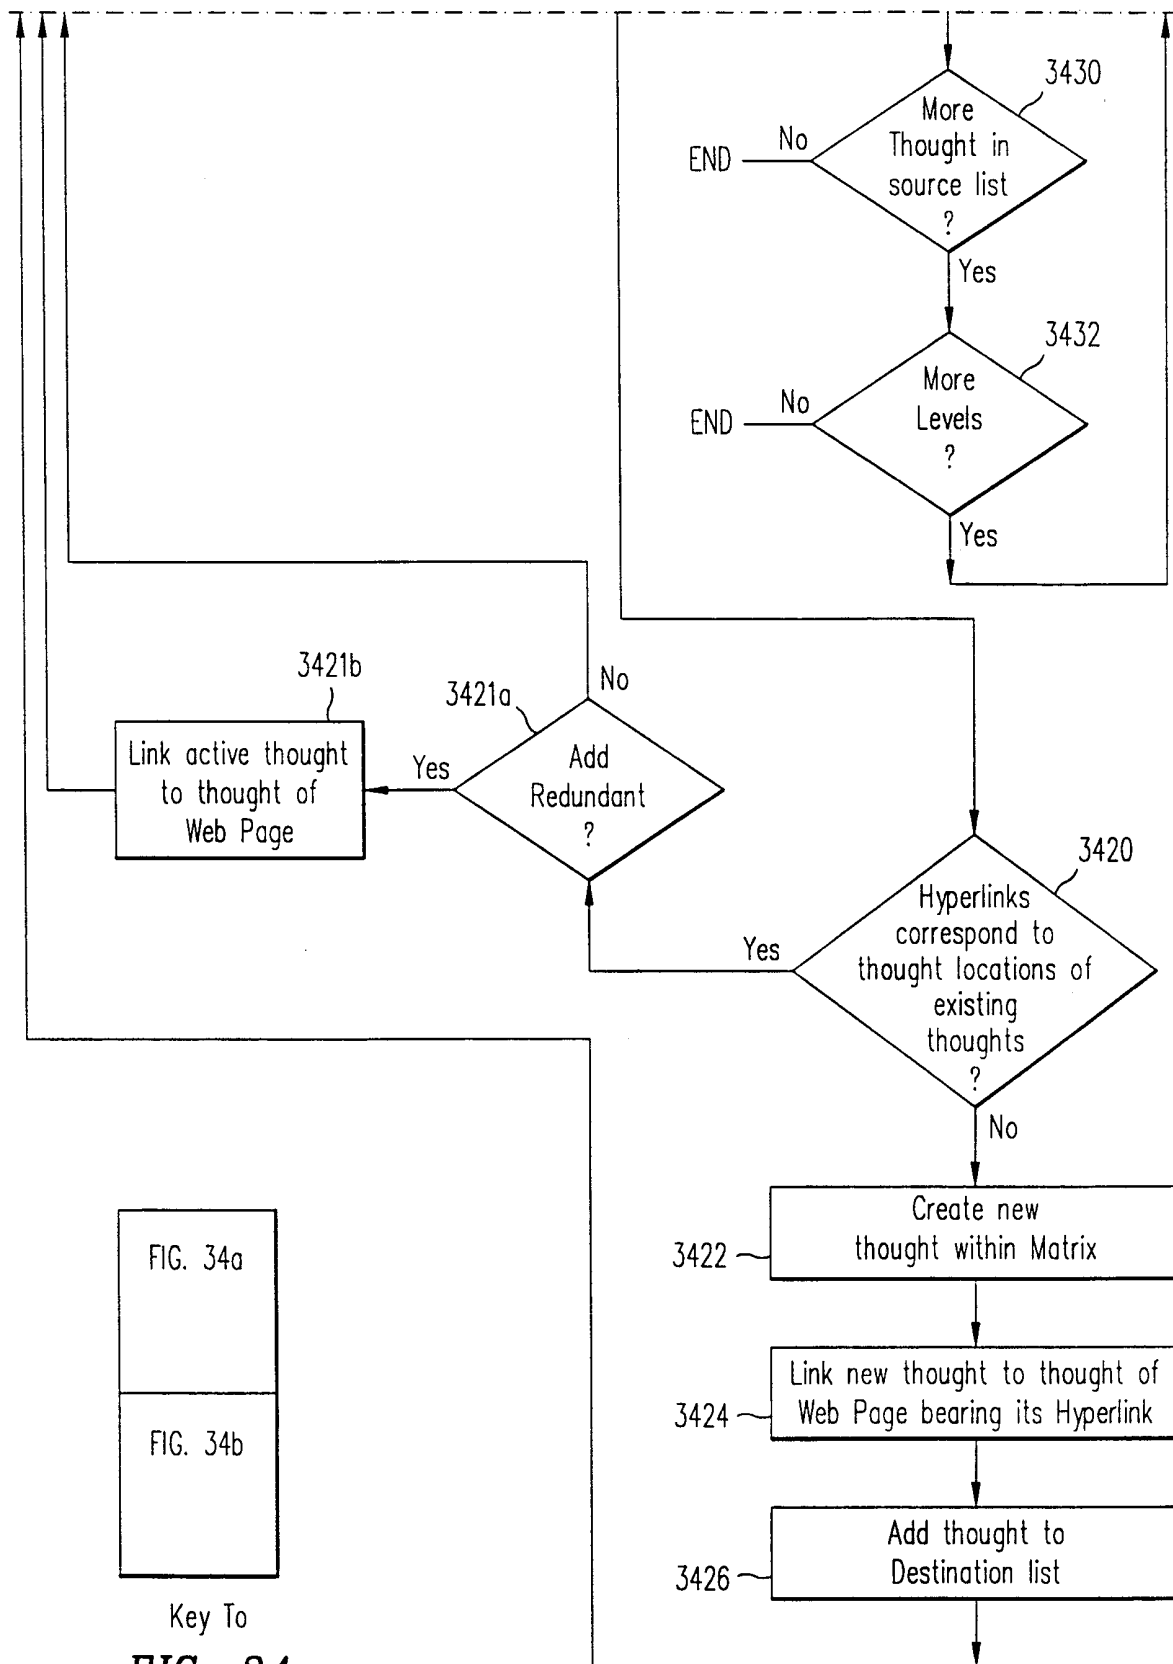 3430
More
Thought in
source list
?
No
END
Yes
3432
More
Levels
?
No
END
Yes
3421b
Link active thought
to thought of
Web Page
3421a
Add
Redundant
?
No
Yes
3420
Hyperlinks
correspond to
thought locations of
existing
thoughts
?
Yes
No
3422
Create new
thought within Matrix
3424
Link new thought to thought of
Web Page bearing its Hyperlink
3426
Add thought to
Destination list
FIG. 34a
FIG. 34b
Key To
FIG. 34